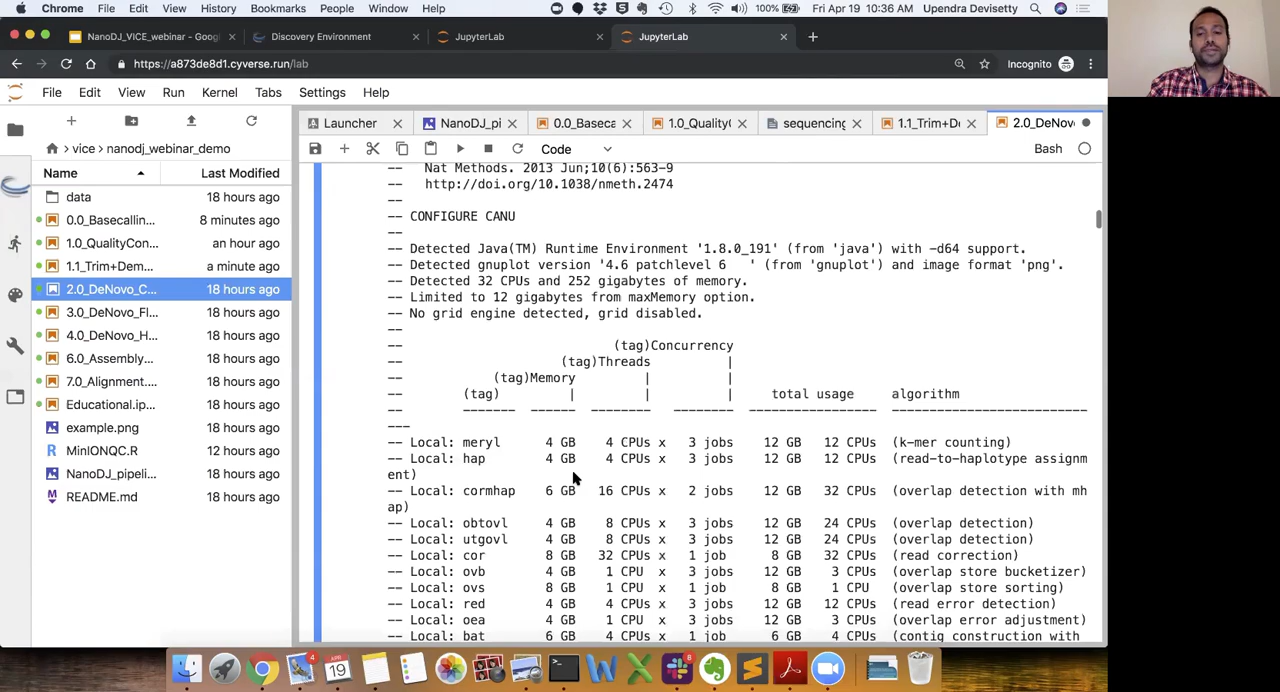 Chrome File Edit View History Bookmarks People Window Help 100% Fri Apr 19 10:36 AM Upendra Devisetty
NanoDJ_VICE_webinar - Goog
Discovery Environment
JupyterLab
JupyterLab
https://a873de8d1.cyverse.run/lab
Incognito
File Edit View Run Kernel Tabs Settings Help
Launcher
NanoDJ_pi
0.0_Baseca
1.0_Quality
sequencing
1.1_Trim+D
2.0_DeNov
Code
Bash
vice nanodj_webinar_demo
Name Last Modified
data 18 hours ago
0.0_Basecallin... 8 minutes ago
1.0_QualityCon... an hour ago
1.1_Trim+Dem... a minute ago
2.0_DeNovo_C... 18 hours ago
3.0_DeNovo_Fl... 18 hours ago
4.0_DeNovo_H... 18 hours ago
6.0_Assembly... 18 hours ago
7.0_Alignment... 18 hours ago
Educational.ip... 18 hours ago
example.png 18 hours ago
MinIONQC.R 12 hours ago
NanoDJ_pipeli... 18 hours ago
README.md 18 hours ago
-- Nat Methods. 2013 Jun;10(6):563-9
-- http://doi.org/10.1038/nmeth.2474
--
-- CONFIGURE CANU
--
-- Detected Java(TM) Runtime Environment '1.8.0_191' (from 'java') with -d64 support.
-- Detected gnuplot version '4.6 patchlevel 6   ' (from 'gnuplot') and image format 'png'.
-- Detected 32 CPUs and 252 gigabytes of memory.
-- Limited to 12 gigabytes from maxMemory option.
-- No grid engine detected, grid disabled.
--
-- (tag)Concurrency
-- (tag)Threads |
-- (tag)Memory | |
-- (tag) | | | total usage algorithm
-- ------- ------ -------- -------- ----------------- --------------------------
---
-- Local: meryl 4 GB 4 CPUs x 3 jobs 12 GB 12 CPUs (k-mer counting)
-- Local: hap 4 GB 4 CPUs x 3 jobs 12 GB 12 CPUs (read-to-haplotype assignm
ent)
-- Local: cormhap 6 GB 16 CPUs x 2 jobs 12 GB 32 CPUs (overlap detection with mh
ap)
-- Local: obtovl 4 GB 8 CPUs x 3 jobs 12 GB 24 CPUs (overlap detection)
-- Local: utgovl 4 GB 8 CPUs x 3 jobs 12 GB 24 CPUs (overlap detection)
-- Local: cor 8 GB 32 CPUs x 1 job 8 GB 32 CPUs (read correction)
-- Local: ovb 4 GB 1 CPU x 3 jobs 12 GB 3 CPUs (overlap store bucketizer)
-- Local: ovs 8 GB 1 CPU x 1 job 8 GB 1 CPU (overlap store sorting)
-- Local: red 4 GB 4 CPUs x 3 jobs 12 GB 12 CPUs (read error detection)
-- Local: oea 4 GB 1 CPU x 3 jobs 12 GB 3 CPUs (overlap error adjustment)
-- Local: bat 6 GB 4 CPUs x 1 job 6 GB 4 CPUs (contig construction with